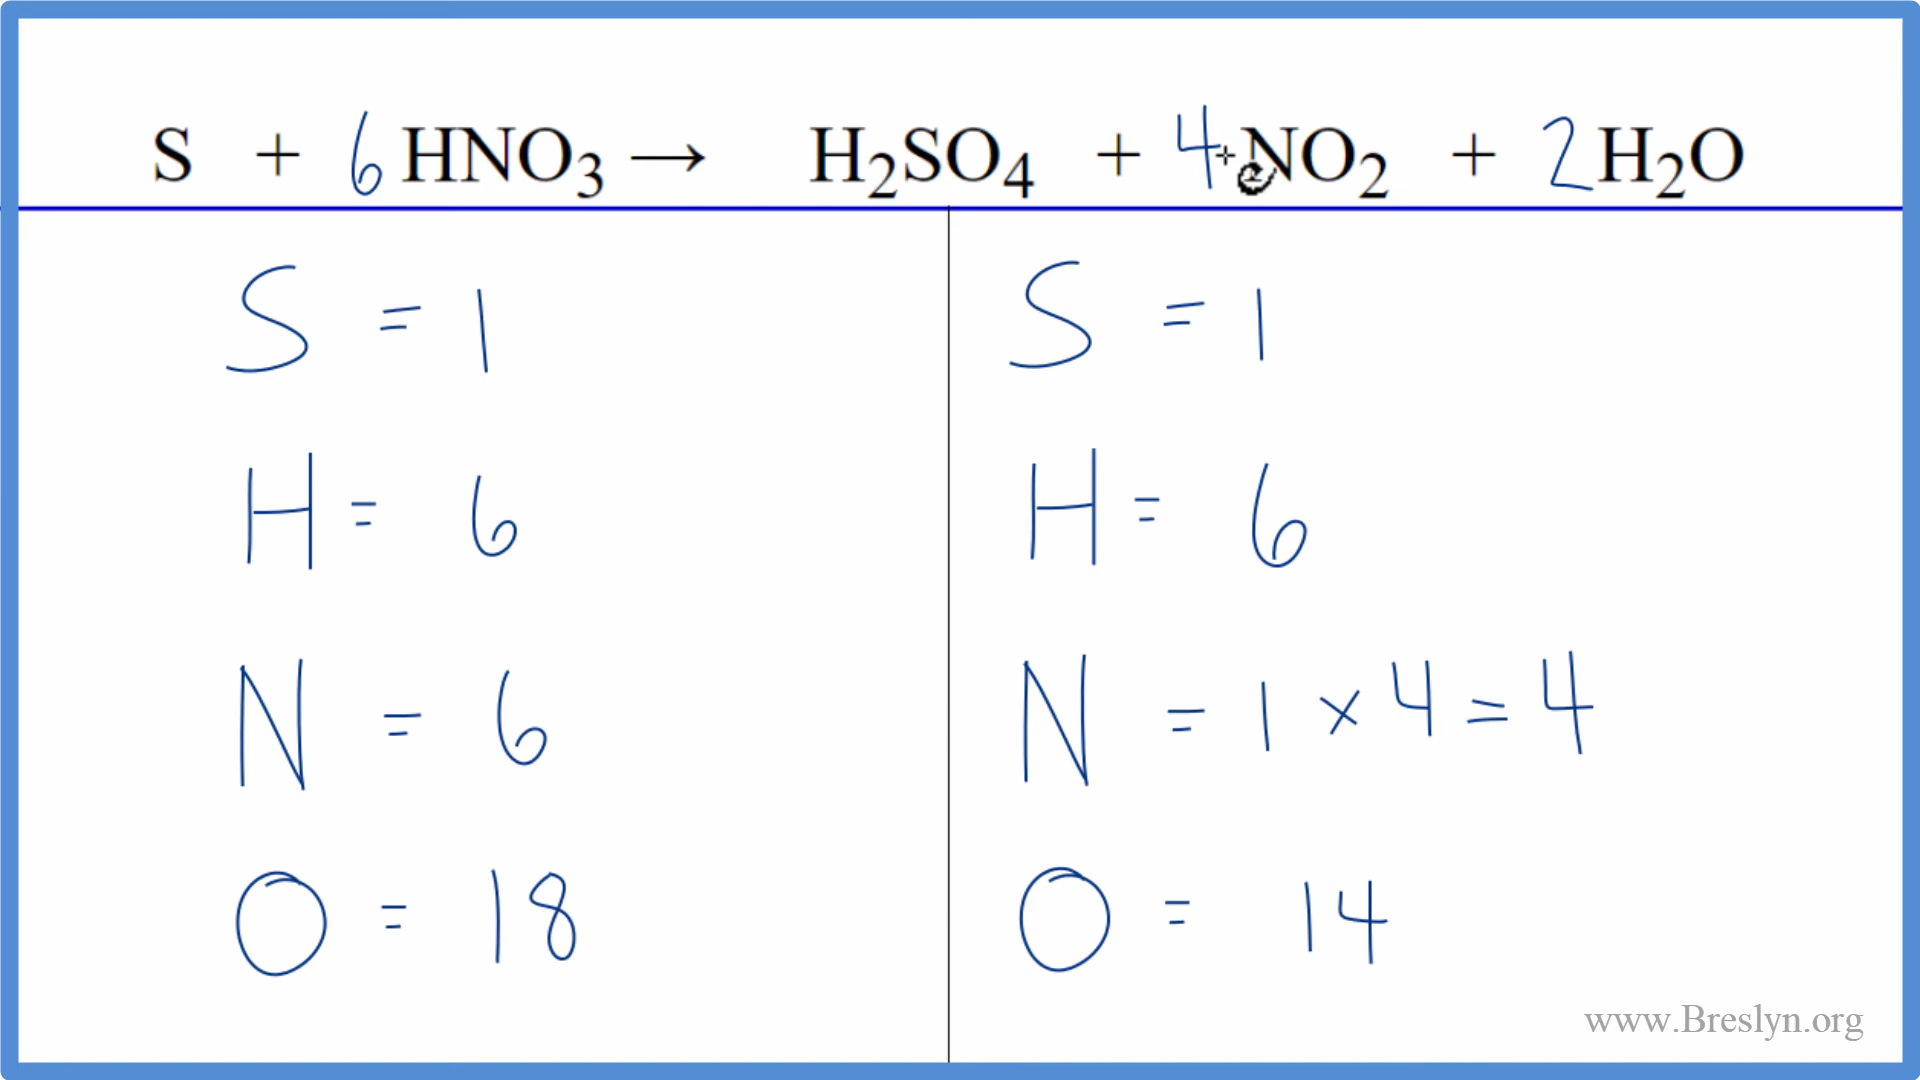 S + 6 HNO₃ → H₂SO₄ + 4 NO₂ + 2 H₂O
S = 1
H = 6
N = 6
O = 18
S = 1
H = 6
N = 1 × 4 = 4
O = 14
www.Breslyn.org